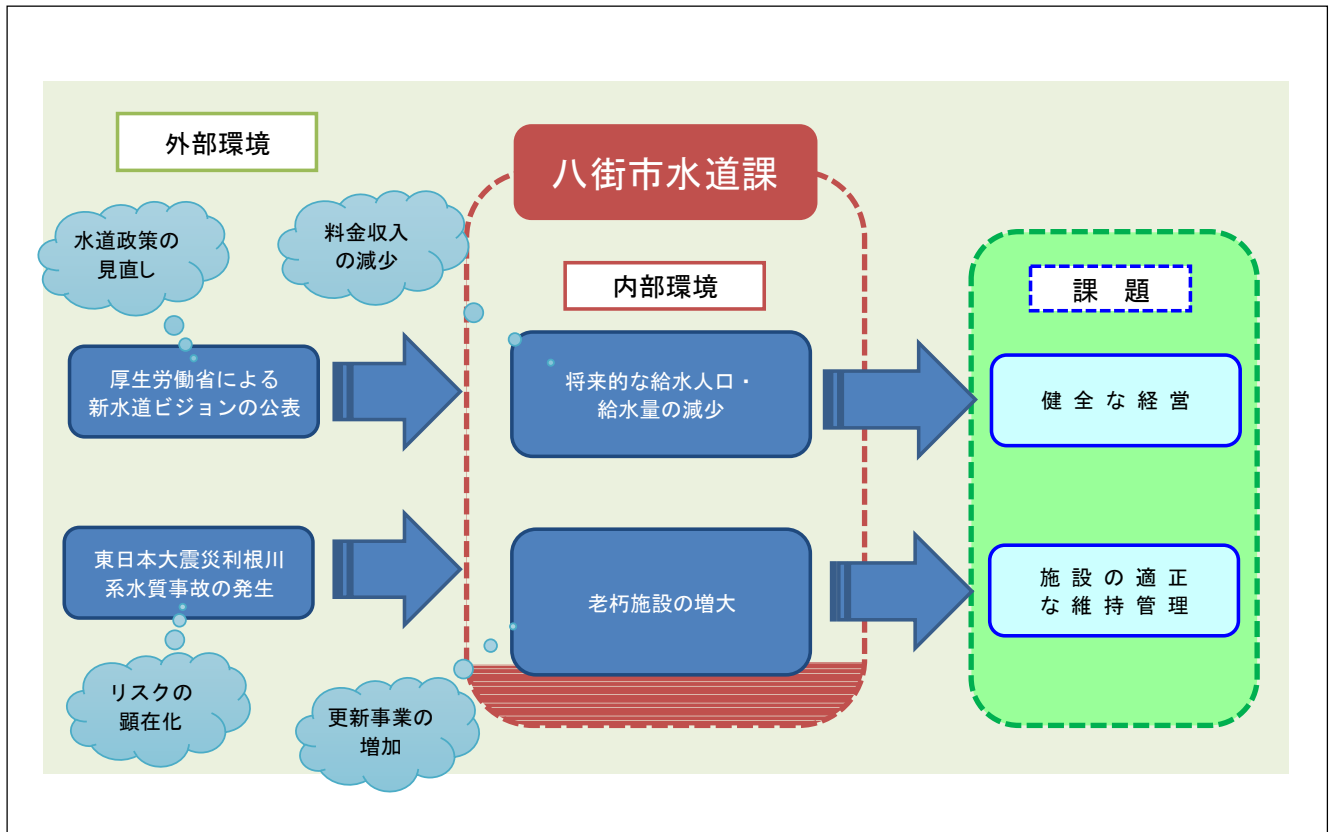 外部環境
八街市水道課
水道政策の
見直し
料金収入
の減少
内部環境
課　題
厚生労働省による
新水道ビジョンの公表
将来的な給水人口・
給水量の減少
健 全 な 経 営
東日本大震災利根川
系水質事故の発生
老朽施設の増大
施 設 の 適 正
な 維 持 管 理
リスクの
顕在化
更新事業の
増加